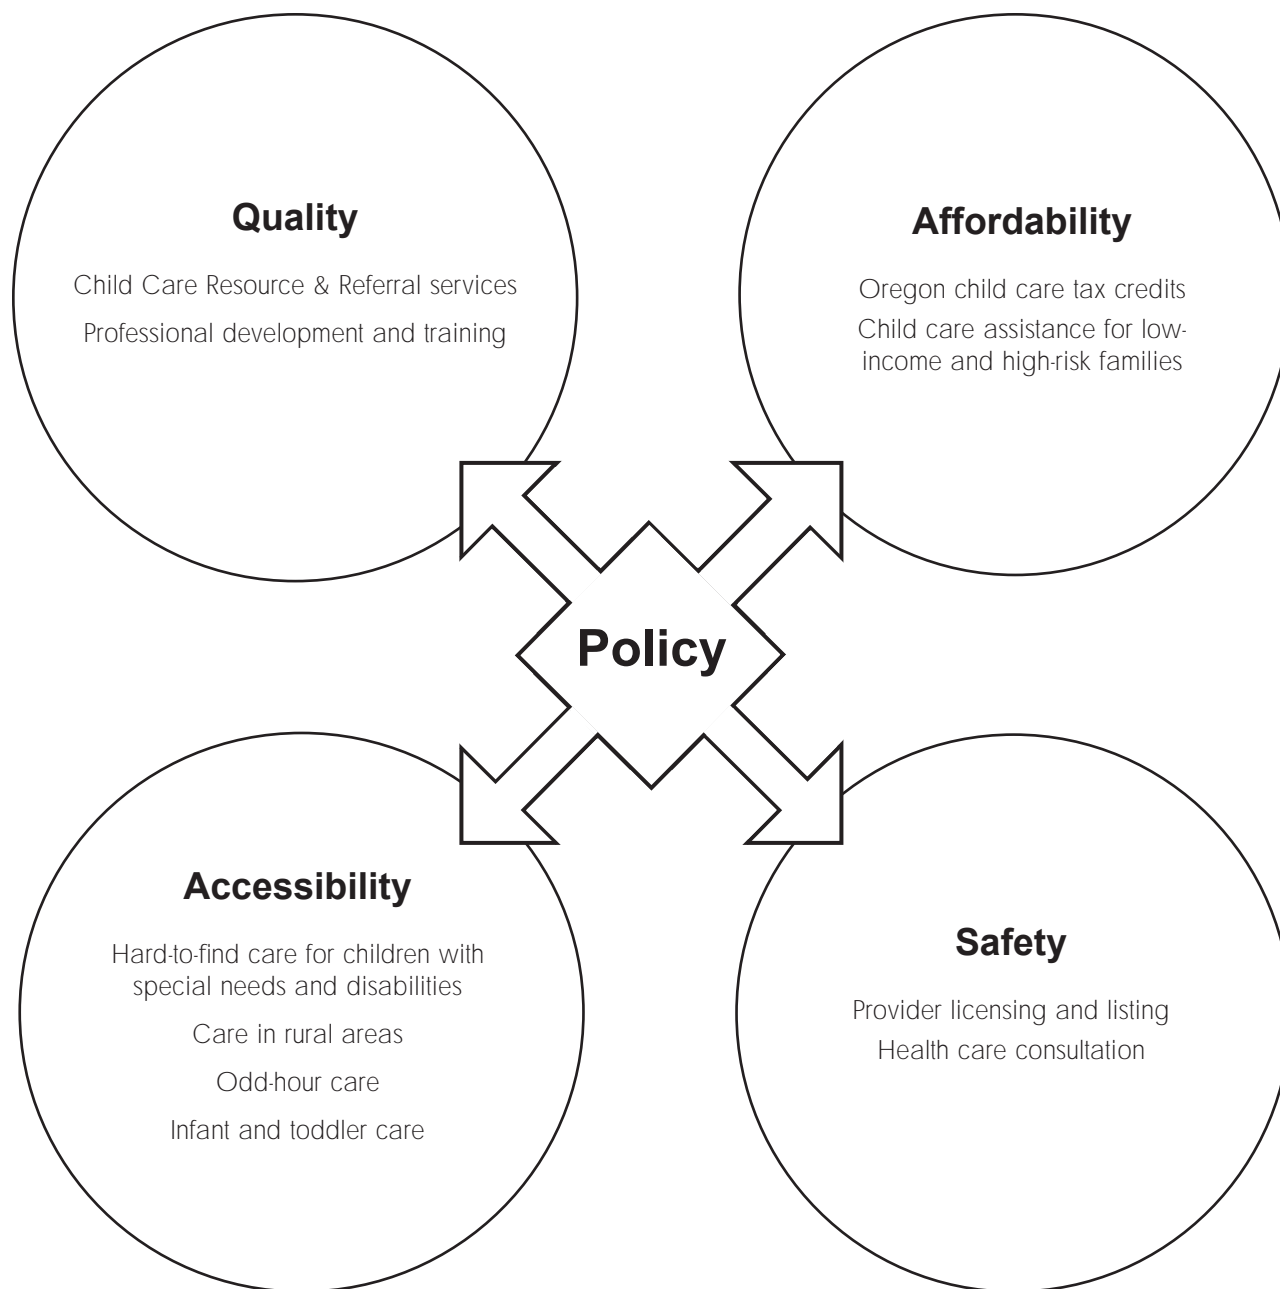 Quality
Child Care Resource & Referral services
Professional development and training
Affordability
Oregon child care tax credits
Child care assistance for low-
income and high-risk families
Policy
Accessibility
Hard-to-find care for children with
special needs and disabilities
Care in rural areas
Odd-hour care
Infant and toddler care
Safety
Provider licensing and listing
Health care consultation